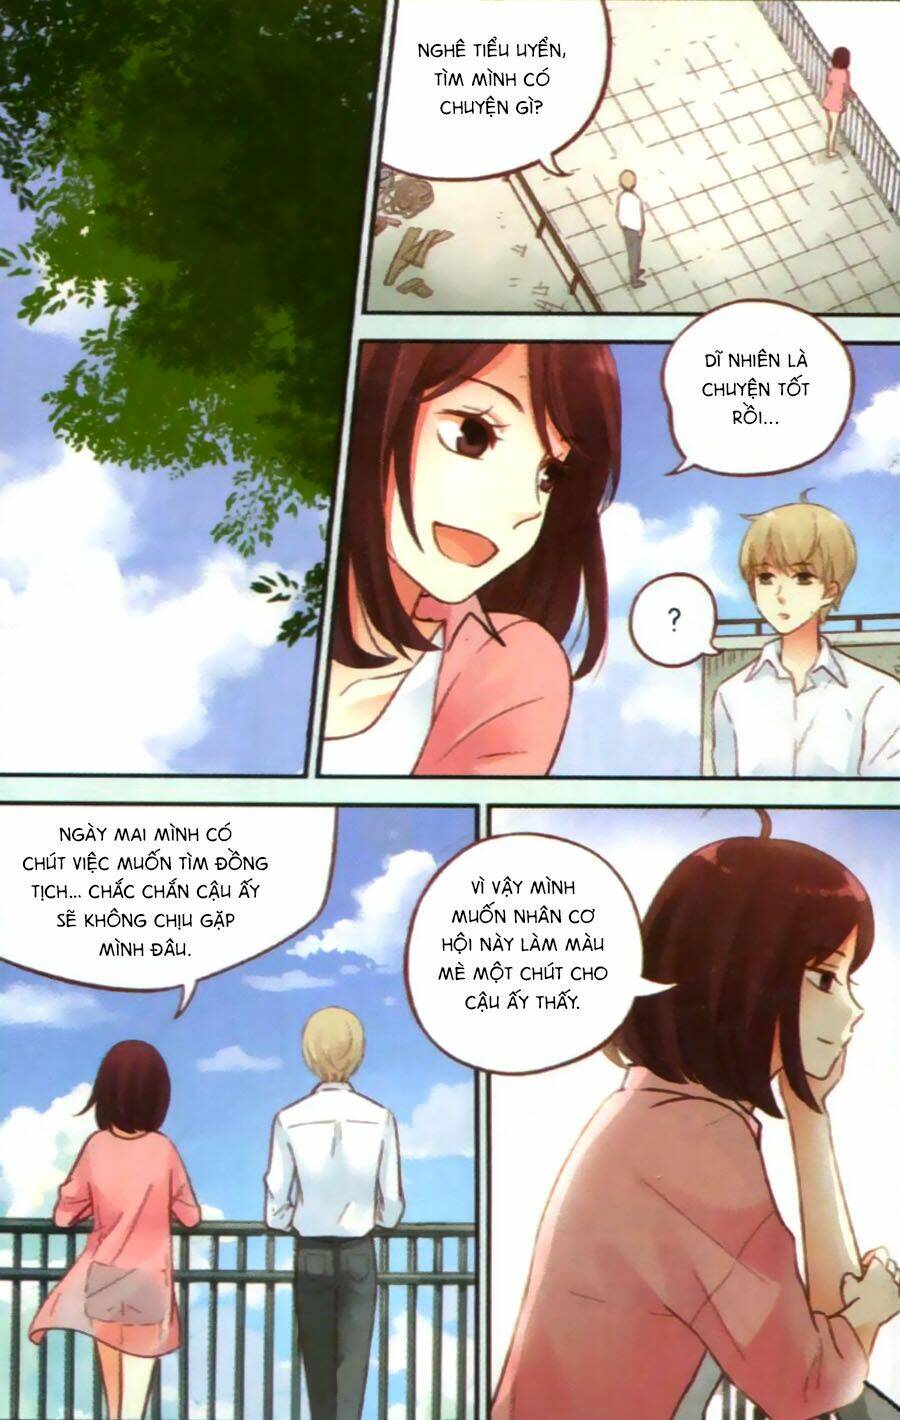 NGHÊ TIỂU UYỂN,
TÌM MÌNH CÓ
CHUYỆN GÌ?
DĨ NHIÊN LÀ
CHUYỆN TỐT
RỒI...
?
NGÀY MAI MÌNH CÓ
CHÚT VIỆC MUỐN TÌM ĐỒNG
TỊCH... CHẮC CHẮN CẬU ẤY
SẼ KHÔNG CHỊU GẶP
MÌNH ĐÂU.
VÌ VẬY MÌNH
MUỐN NHÂN CƠ
HỘI NÀY LÀM MÀU
MÈ MỘT CHÚT CHO
CẬU ẤY THẤY.